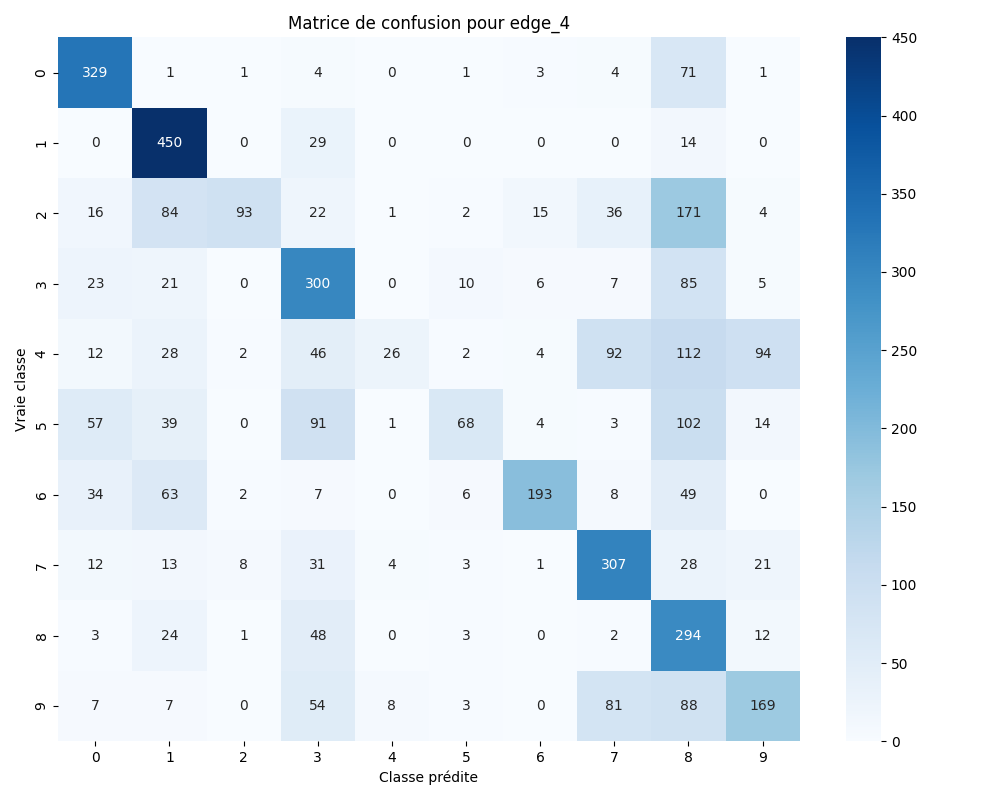 Matrice de confusion pour edge_4
0 329 1 1 4 0 1 3 4 71 1
1 0 450 0 29 0 0 0 0 14 0
2 16 84 93 22 1 2 15 36 171 4
3 23 21 0 300 0 10 6 7 85 5
4 12 28 2 46 26 2 4 92 112 94
5 57 39 0 91 1 68 4 3 102 14
6 34 63 2 7 0 6 193 8 49 0
7 12 13 8 31 4 3 1 307 28 21
8 3 24 1 48 0 3 0 2 294 12
9 7 7 0 54 8 3 0 81 88 169
0 1 2 3 4 5 6 7 8 9
Classe prédite
Vraie classe
450
400
350
300
250
200
150
100
50
0